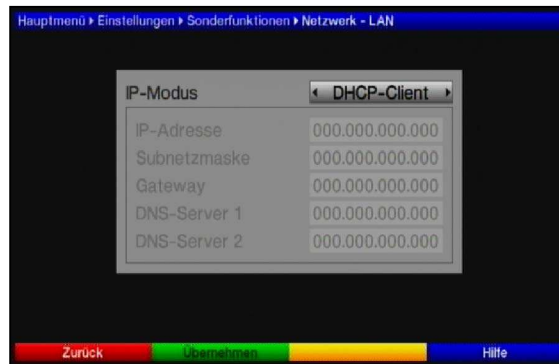 Hauptmenü ▸ Einstellungen ▸ Sonderfunktionen ▸ Netzwerk - LAN
IP-Modus DHCP-Client
IP-Adresse 000.000.000.000
Subnetzmaske 000.000.000.000
Gateway 000.000.000.000
DNS-Server 1 000.000.000.000
DNS-Server 2 000.000.000.000
Zurück Übernehmen Hilfe